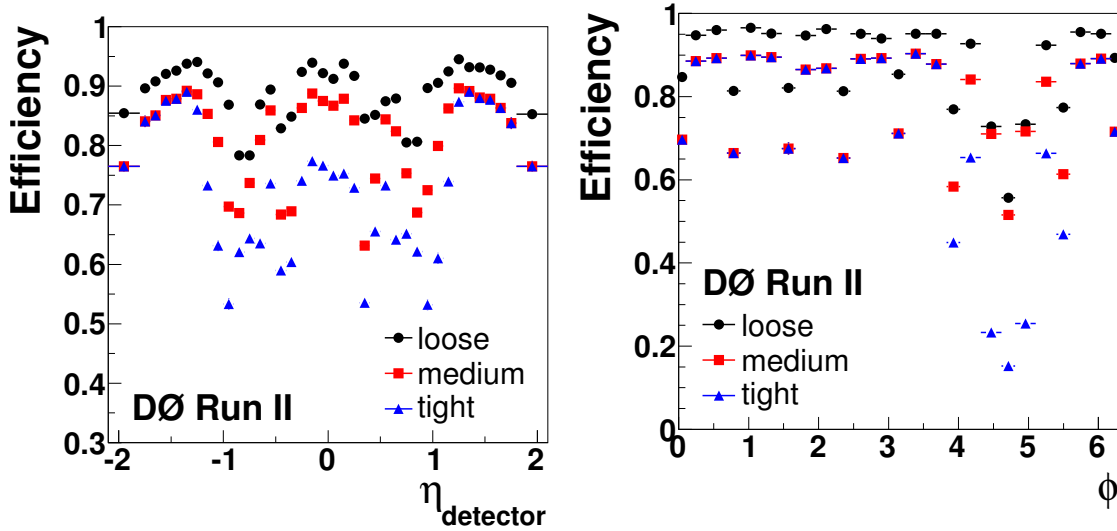 Efficiency
1
0.9
0.8
0.7
0.6
0.5
0.4
0.3
loose
medium
tight
DØ Run II
-2 -1 0 1 2
η detector
Efficiency
1
0.8
0.6
0.4
0.2
0
DØ Run II
loose
medium
tight
0 1 2 3 4 5 6
ϕ